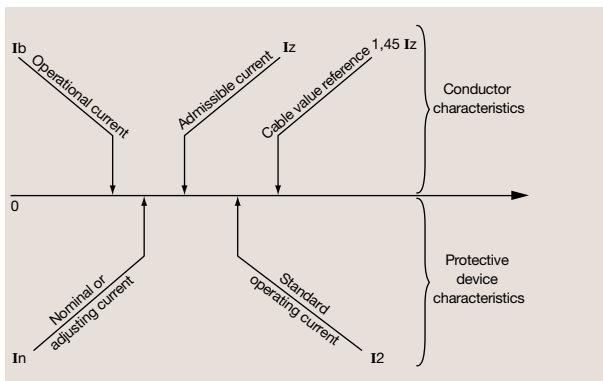 Ib
Operational current
Admissible current
Iz
Cable value reference
1,45 Iz
Conductor
characteristics
0
Nominal or
adjusting current
In
Standard
operating current
I2
Protective
device
characteristics